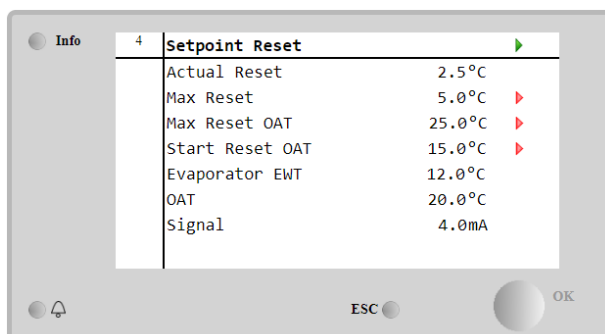 Info
4 Setpoint Reset
Actual Reset 2.5°C
Max Reset 5.0°C
Max Reset OAT 25.0°C
Start Reset OAT 15.0°C
Evaporator EWT 12.0°C
OAT 20.0°C
Signal 4.0mA
ESC OK